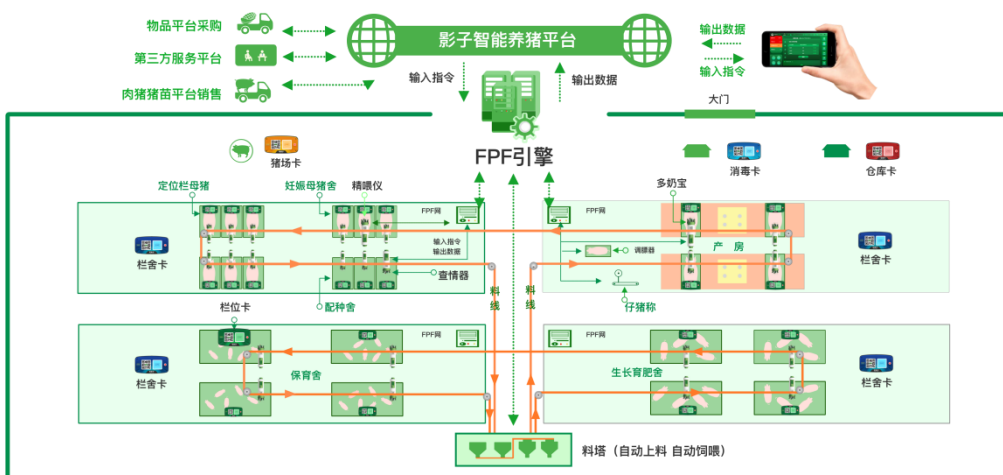 物品平台采购
第三方服务平台
肉猪猪苗平台销售
影子智能养猪平台
输入指令
输出数据
输出数据
输入指令
大门
FPF引擎
猪场卡
消毒卡
仓库卡
定位栏母猪
妊娠母猪舍
精喂仪
FPF网
栏舍卡
输入指令
输出数据
查情器
配种舍
FPF网
多奶宝
产 房
调膘器
仔猪称
栏舍卡
料线
料线
栏位卡
FPF网
栏舍卡
保育舍
FPF网
生长育肥舍
栏舍卡
料塔（自动上料 自动饲喂）